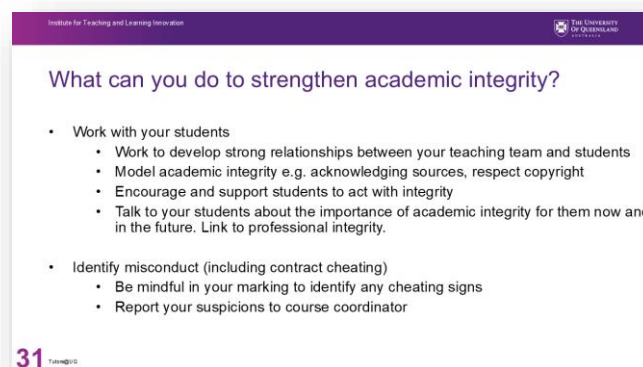 Institute for Teaching and Learning Innovation
THE UNIVERSITY
OF QUEENSLAND
AUSTRALIA
What can you do to strengthen academic integrity?
• Work with your students
• Work to develop strong relationships between your teaching team and students
• Model academic integrity e.g. acknowledging sources, respect copyright
• Encourage and support students to act with integrity
• Talk to your students about the importance of academic integrity for them now and
in the future. Link to professional integrity.
• Identify misconduct (including contract cheating)
• Be mindful in your marking to identify any cheating signs
• Report your suspicions to course coordinator
31 Tutors@UQ